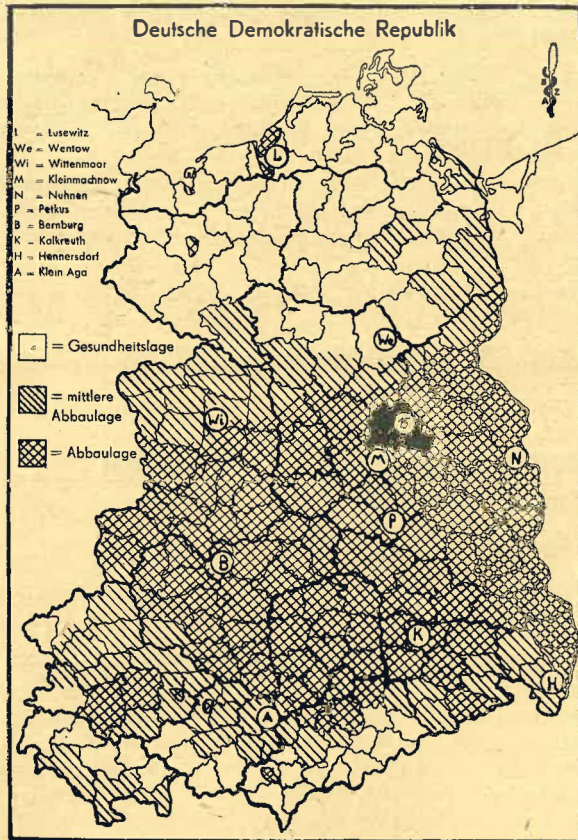 Deutsche Demokratische Republik
L = Lusewitz
We = Wentow
Wi = Wittenmoor
M = Kleinmachnow
N = Nuhnen
P = Petkus
B = Bernburg
K = Kalkreuth
H = Hennersdorf
A = Klein Aga
= Gesundheitslage
= mittlere
Abbaulage
= Abbaulage
L
We
Wi
M
N
P
B
K
H
A